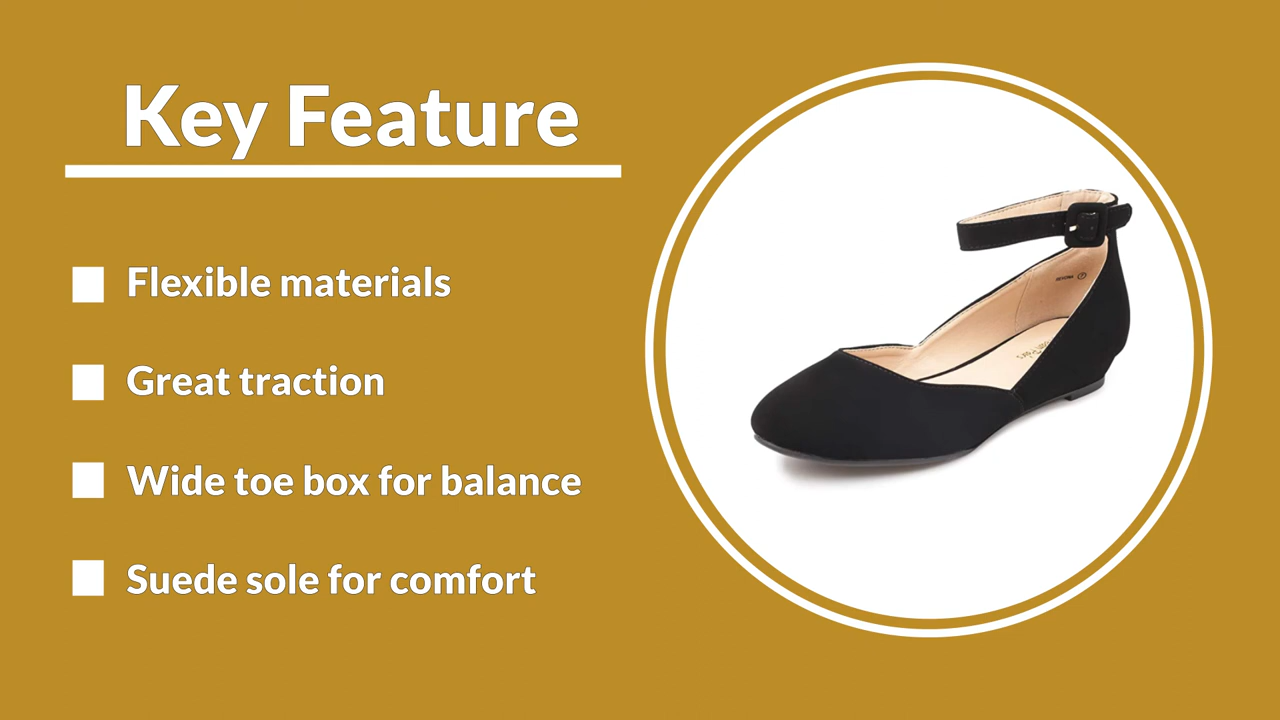 Key Feature
Flexible materials
Great traction
Wide toe box for balance
Suede sole for comfort